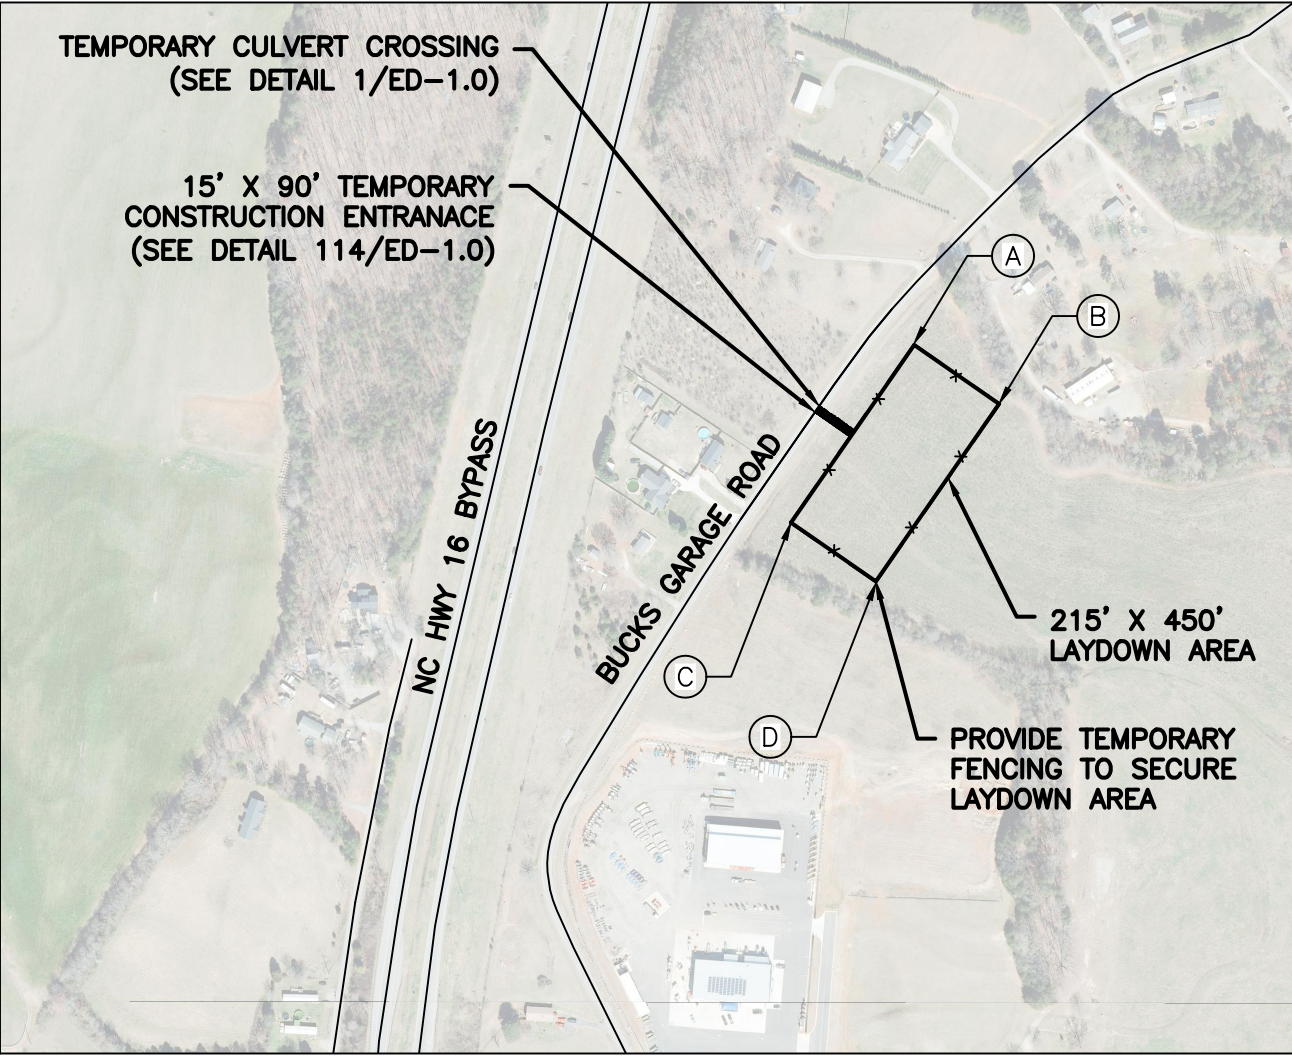 TEMPORARY CULVERT CROSSING
(SEE DETAIL 1/ED-1.0)
15' X 90' TEMPORARY
CONSTRUCTION ENTRANACE
(SEE DETAIL 114/ED-1.0)
A
B
NC HWY 16 BYPASS
BUCKS GARAGE ROAD
215' X 450'
LAYDOWN AREA
C
D
PROVIDE TEMPORARY
FENCING TO SECURE
LAYDOWN AREA